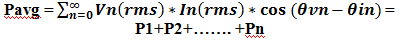 Pavg = ∑_{n=0}^{∞} Vn(rms) * In(rms) * cos (θvn − θin) =
P1+P2+……. +Pn